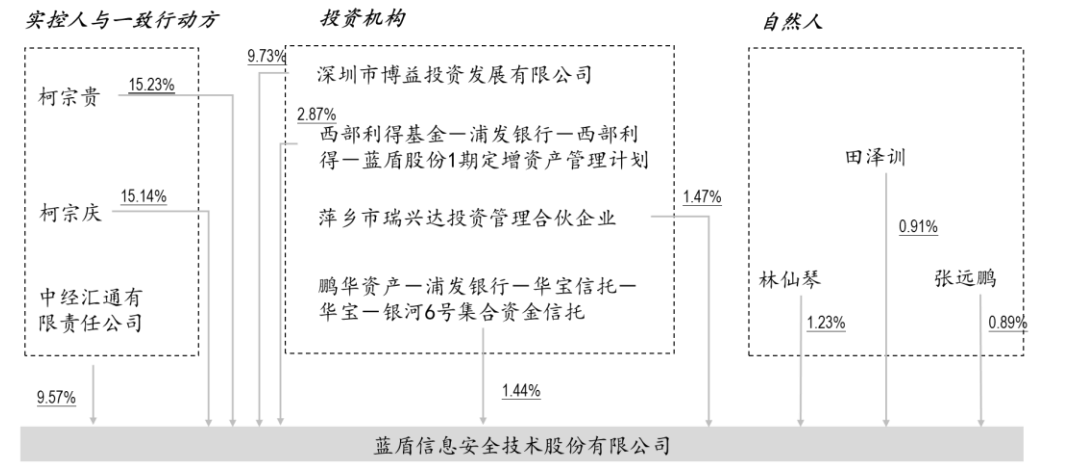 实控人与一致行动方
投资机构
自然人
柯宗贵
15.23%
柯宗庆
15.14%
中经汇通有
限责任公司
9.57%
9.73%
深圳市博益投资发展有限公司
2.87%
西部利得基金－浦发银行－西部利
得－蓝盾股份1期定增资产管理计划
萍乡市瑞兴达投资管理合伙企业
1.47%
鹏华资产－浦发银行－华宝信托－
华宝－银河6号集合资金信托
1.44%
田泽训
0.91%
林仙琴
1.23%
张远鹏
0.89%
蓝盾信息安全技术股份有限公司